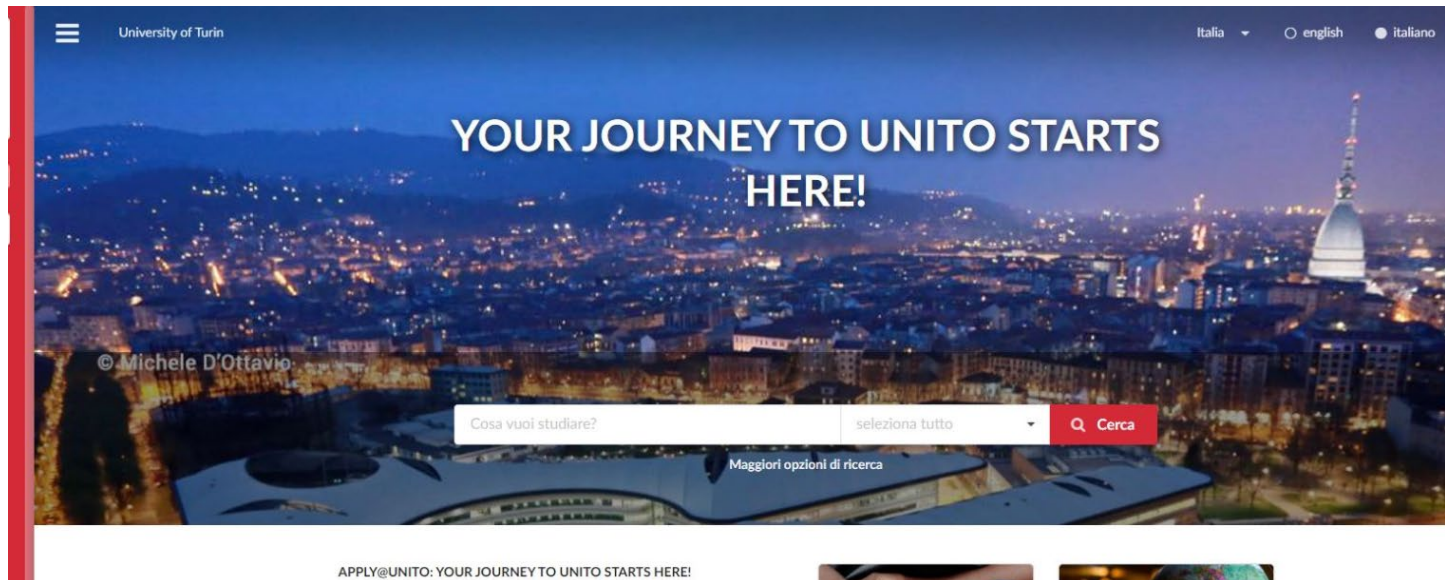 University of Turin
Italia
english
italiano
YOUR JOURNEY TO UNITO STARTS
HERE!
© Michele D'Ottavio
Cosa vuoi studiare?
seleziona tutto
Cerca
Maggiori opzioni di ricerca
APPLY@UNITO: YOUR JOURNEY TO UNITO STARTS HERE!